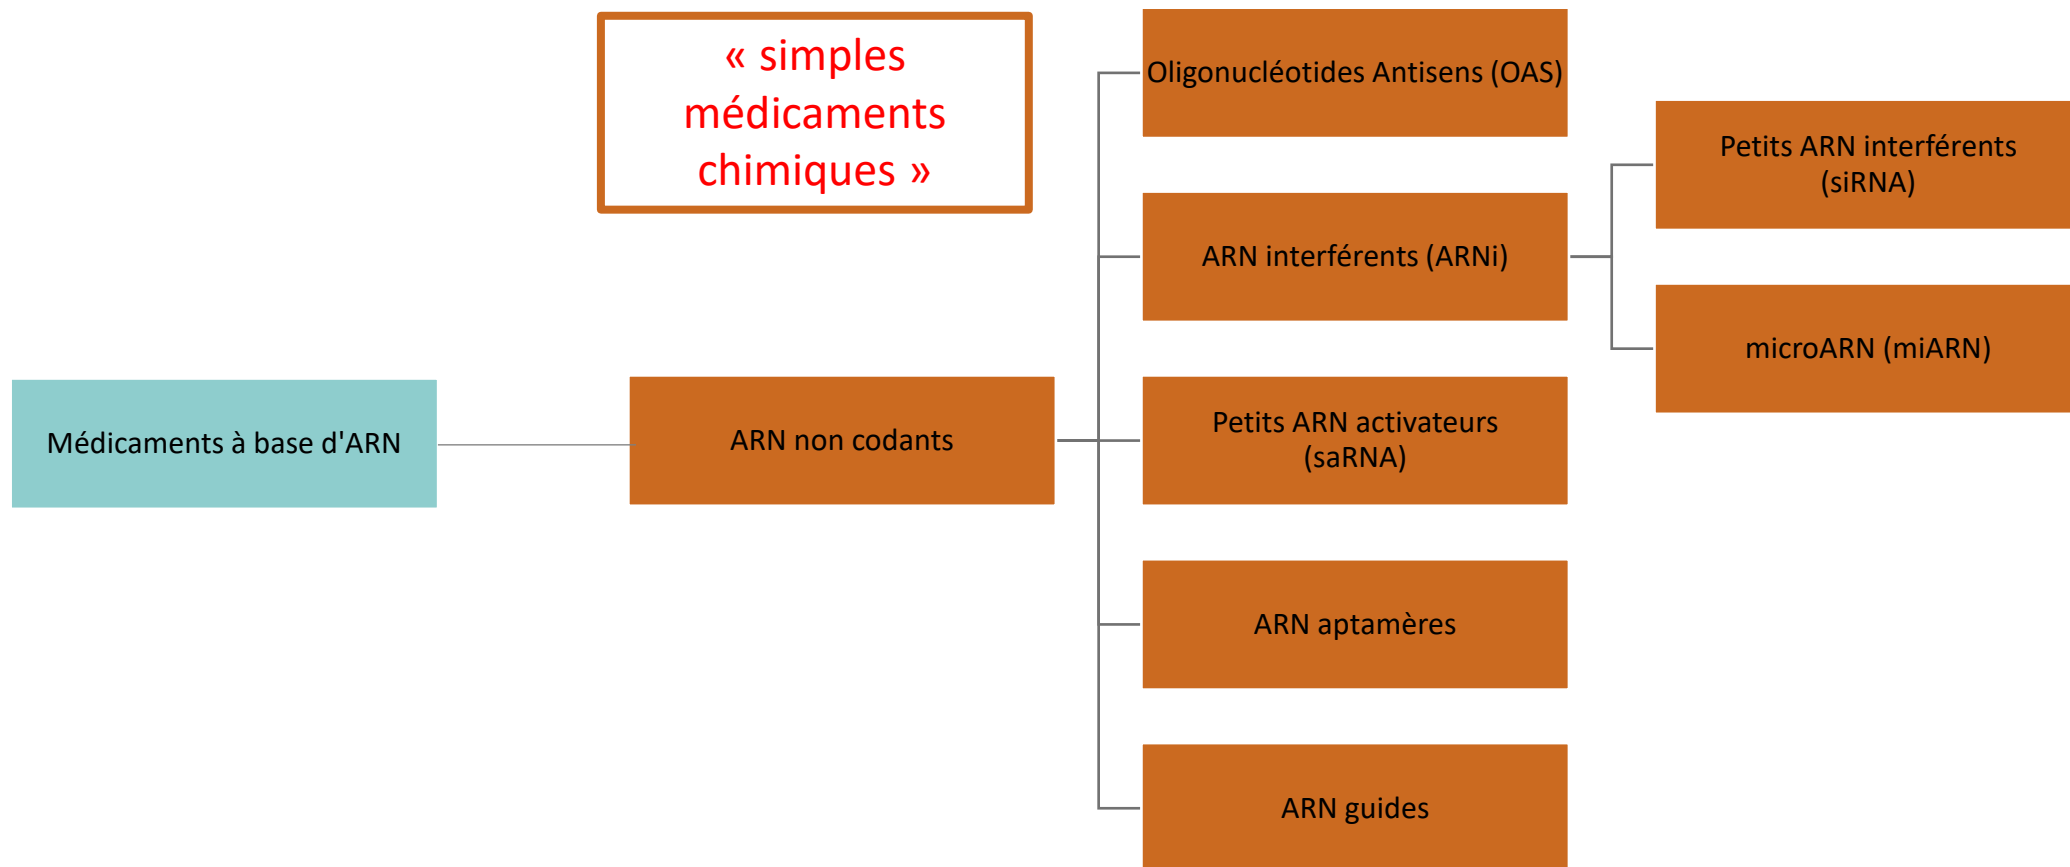 « simples
médicaments
chimiques »
Médicaments à base d'ARN
ARN non codants
Oligonucléotides Antisens (OAS)
ARN interférents (ARNi)
Petits ARN interférents
(siRNA)
microARN (miARN)
Petits ARN activateurs
(saRNA)
ARN aptamères
ARN guides